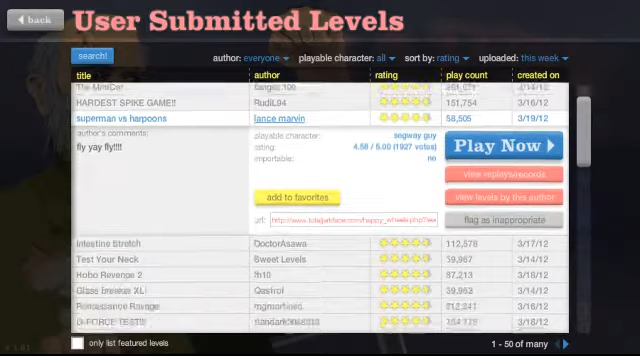 back
User Submitted Levels
search!
author: everyone playable character: all sort by: rating uploaded: this week
title author rating play count created on
HARDEST SPIKE GAME!! RudiL94 151,754 3/16/12
superman vs harpoons lance marvin 58,505 3/19/12
author's comments:
fly yay fly!!!!
playable character: segway guy
rating: 4.58 / 5.00 (1927 votes)
importable: no
Play Now
view replays/records
add to favorites
view levels by this author
url:
flag as inappropriate
Intestine Stretch DoctorAsawa 112,578 3/17/12
Test Your Neck Sweet Levels 3/14/12
Hobo Revenge 2 87,213 3/18/12
3/16/12
only list featured levels
1 - 50 of many